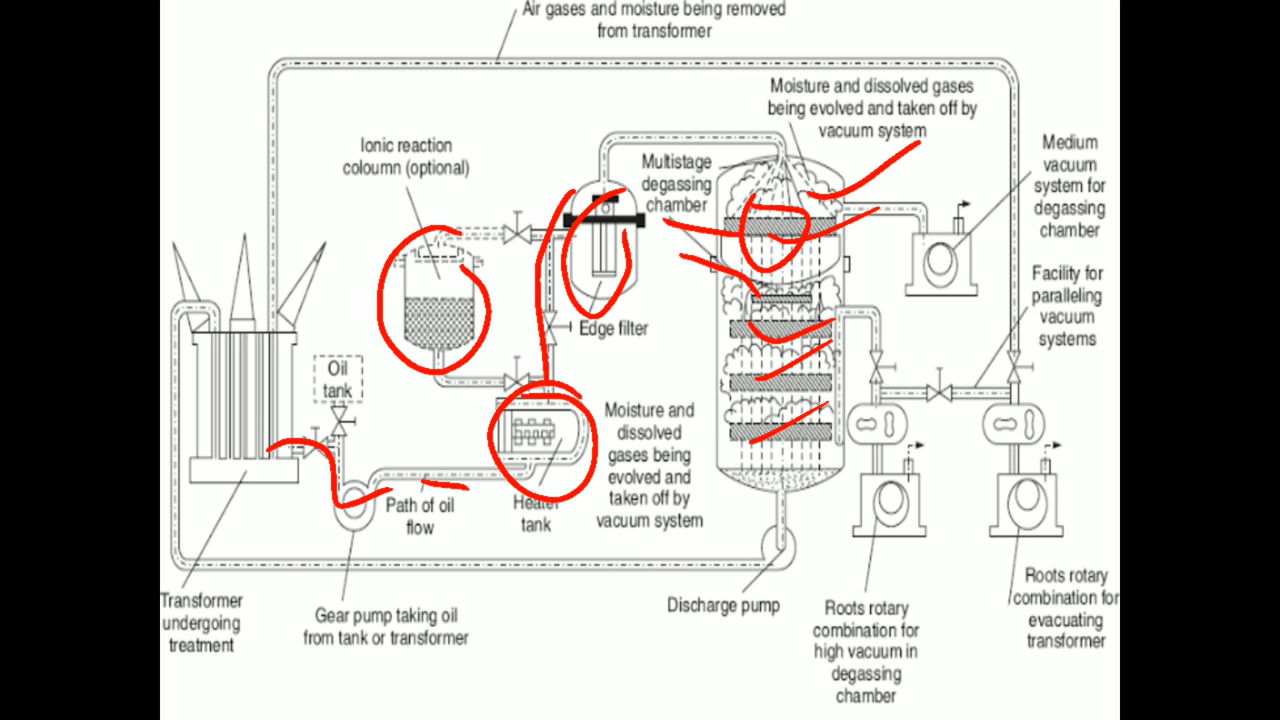 Air gases and moisture being removed
from transformer
Moisture and dissolved gases
being evolved and taken off by
vacuum system
Ionic reaction
coloumn (optional)
Multistage
degassing
chamber
Medium
vacuum
system for
degassing
chamber
Facility for
paralleling
vacuum
systems
Edge filter
Oil
tank
Moisture and
dissolved
gases being
evolved and
taken off by
vacuum system
Path of oil
flow
Heater
tank
Transformer
undergoing
treatment
Gear pump taking oil
from tank or transformer
Discharge pump
Roots rotary
combination for
high vacuum in
degassing
chamber
Roots rotary
combination for
evacuating
transformer